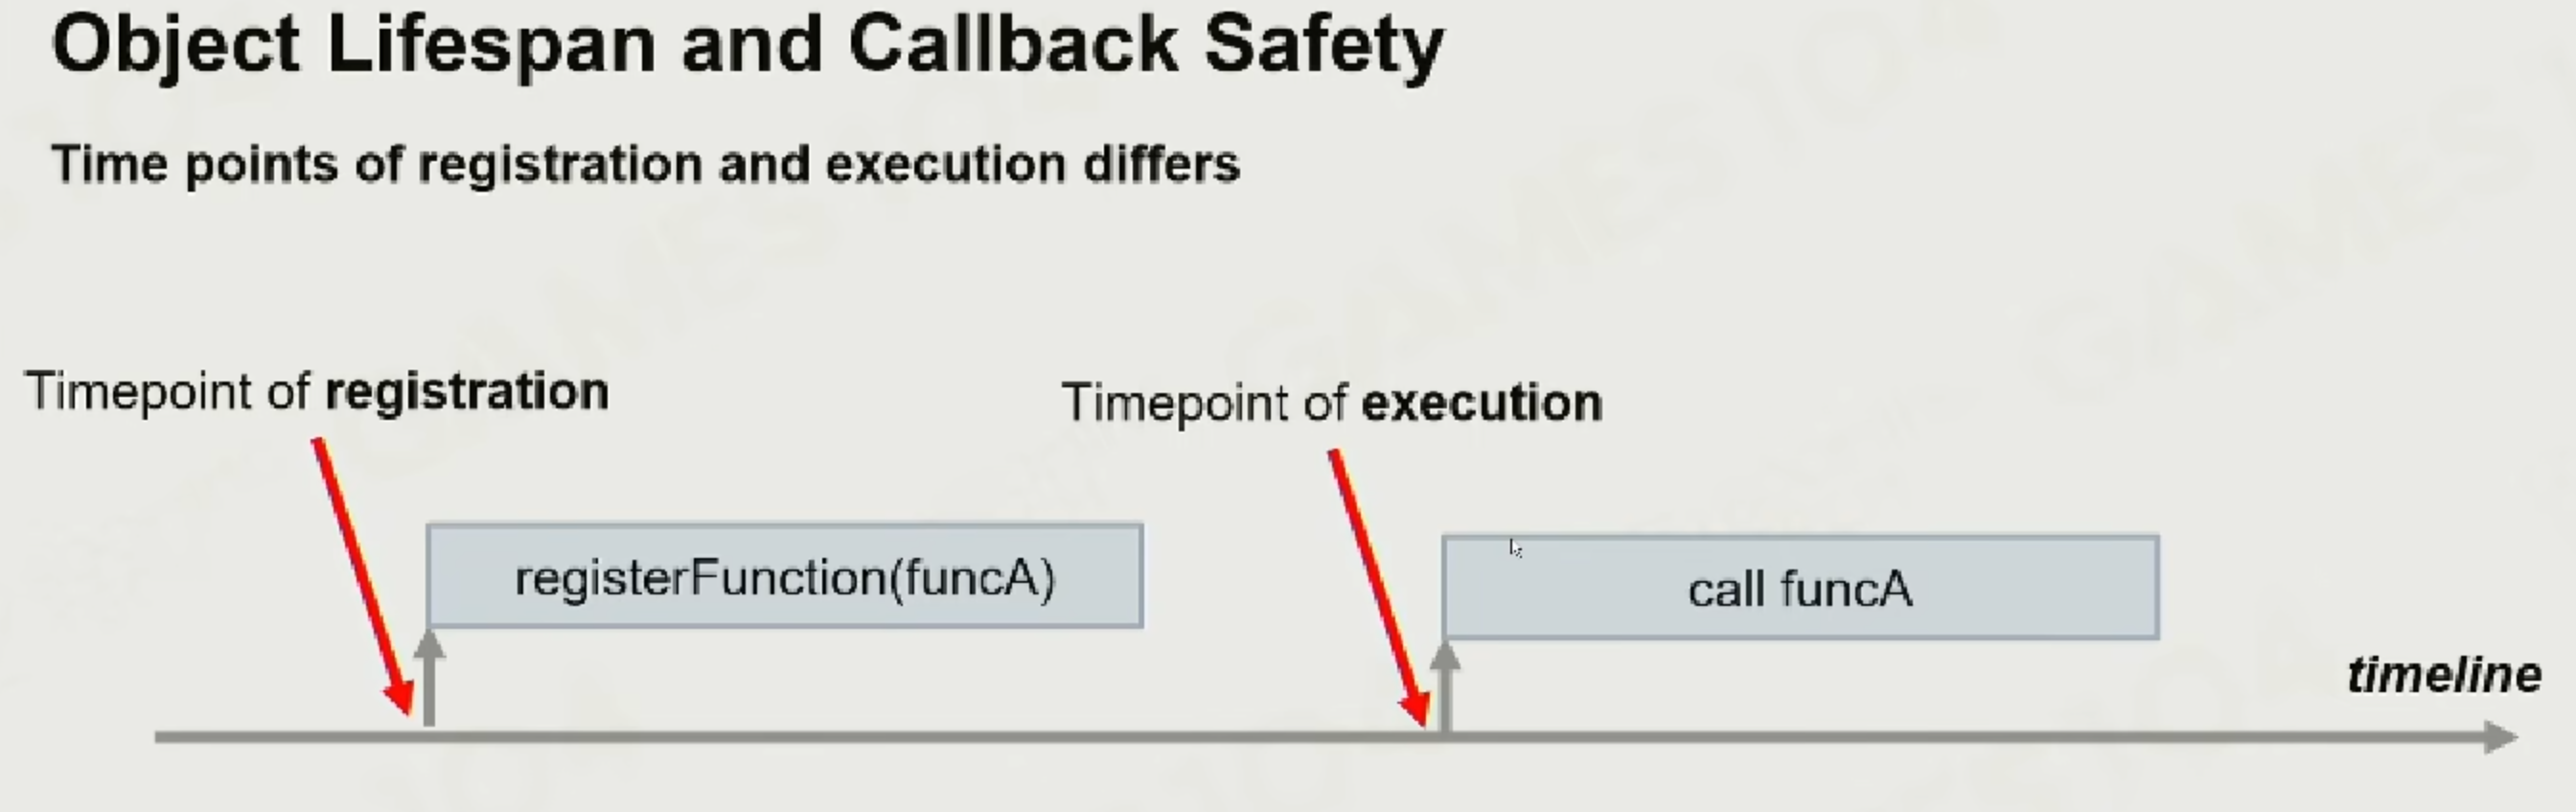 Object Lifespan and Callback Safety
Time points of registration and execution differs
Timepoint of registration
Timepoint of execution
registerFunction(funcA)
call funcA
timeline
GAMES104